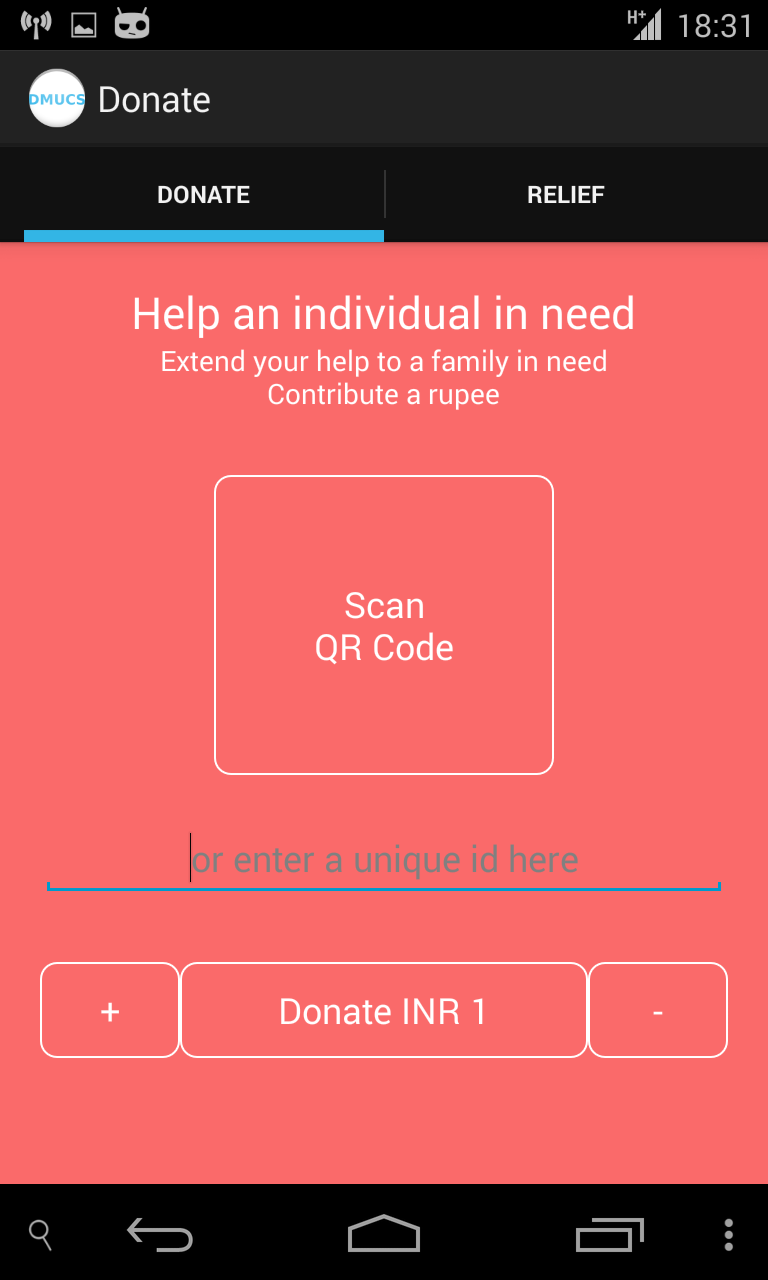 H+ 18:31
DMUCS Donate
DONATE RELIEF
Help an individual in need
Extend your help to a family in need
Contribute a rupee
Scan
QR Code
or enter a unique id here
+ Donate INR 1 -